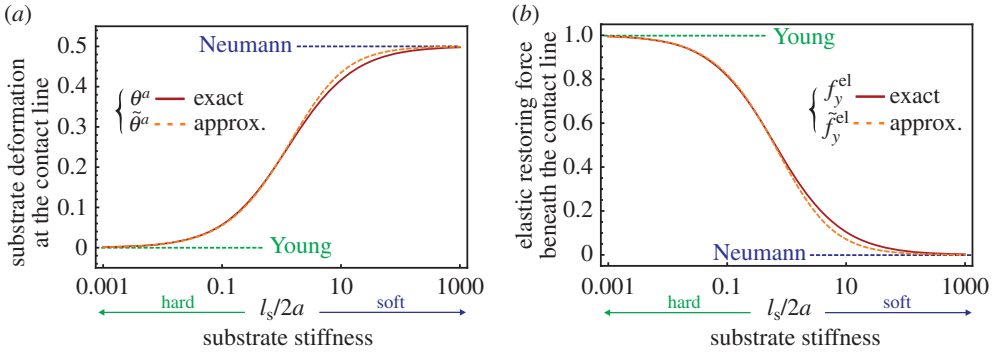 (a)
substrate deformation
at the contact line
0.5
0.4
0.3
0.2
0.1
0
Neumann
θᵃ exact
θ̃ᵃ approx.
Young
0.001 0.1 10 1000
hard lₛ/2a soft
substrate stiffness
(b)
elastic restoring force
beneath the contact line
1.0
0.8
0.6
0.4
0.2
0
Young
f_y^el exact
f̃_y^el approx.
Neumann
0.001 0.1 10 1000
hard lₛ/2a soft
substrate stiffness